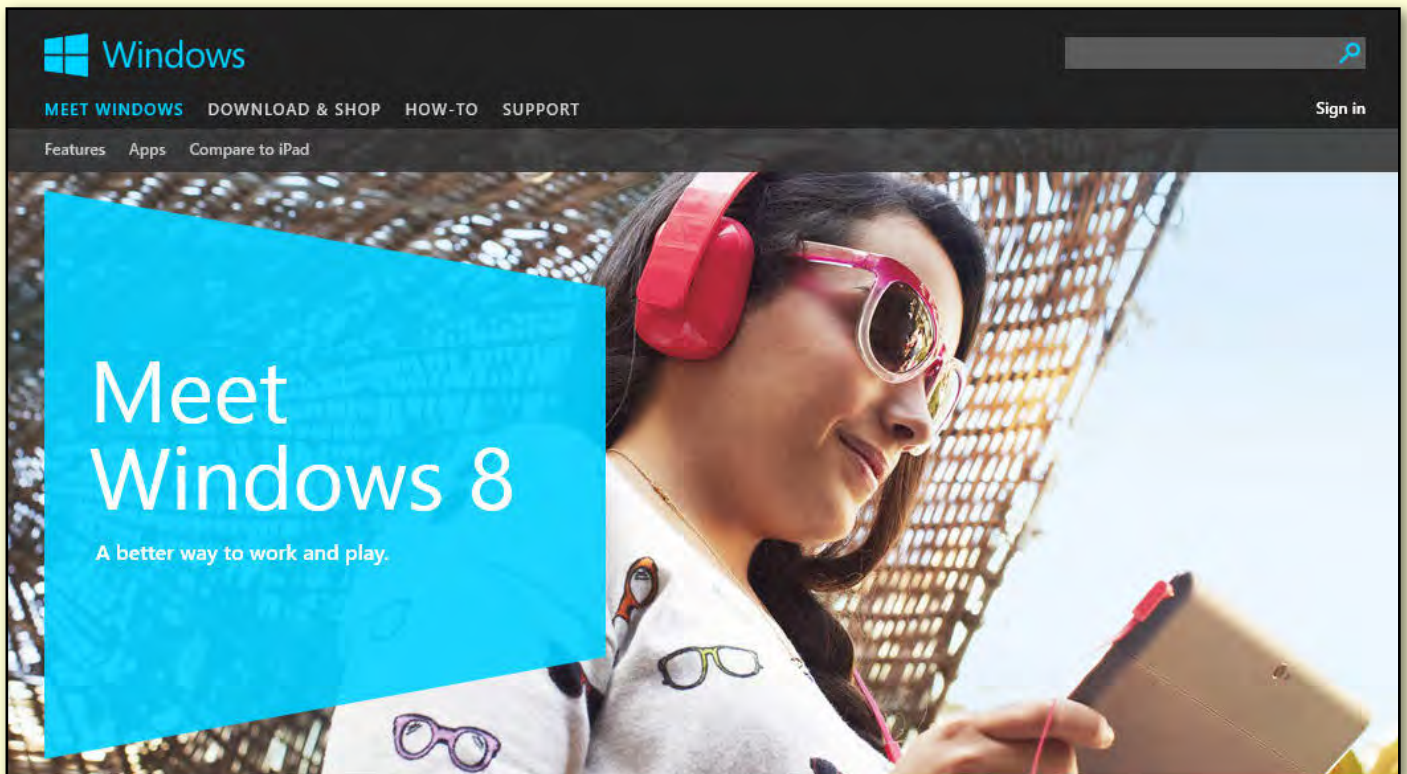 Windows
MEET WINDOWS DOWNLOAD & SHOP HOW-TO SUPPORT
Sign in
Features Apps Compare to iPad
Meet
Windows 8
A better way to work and play.